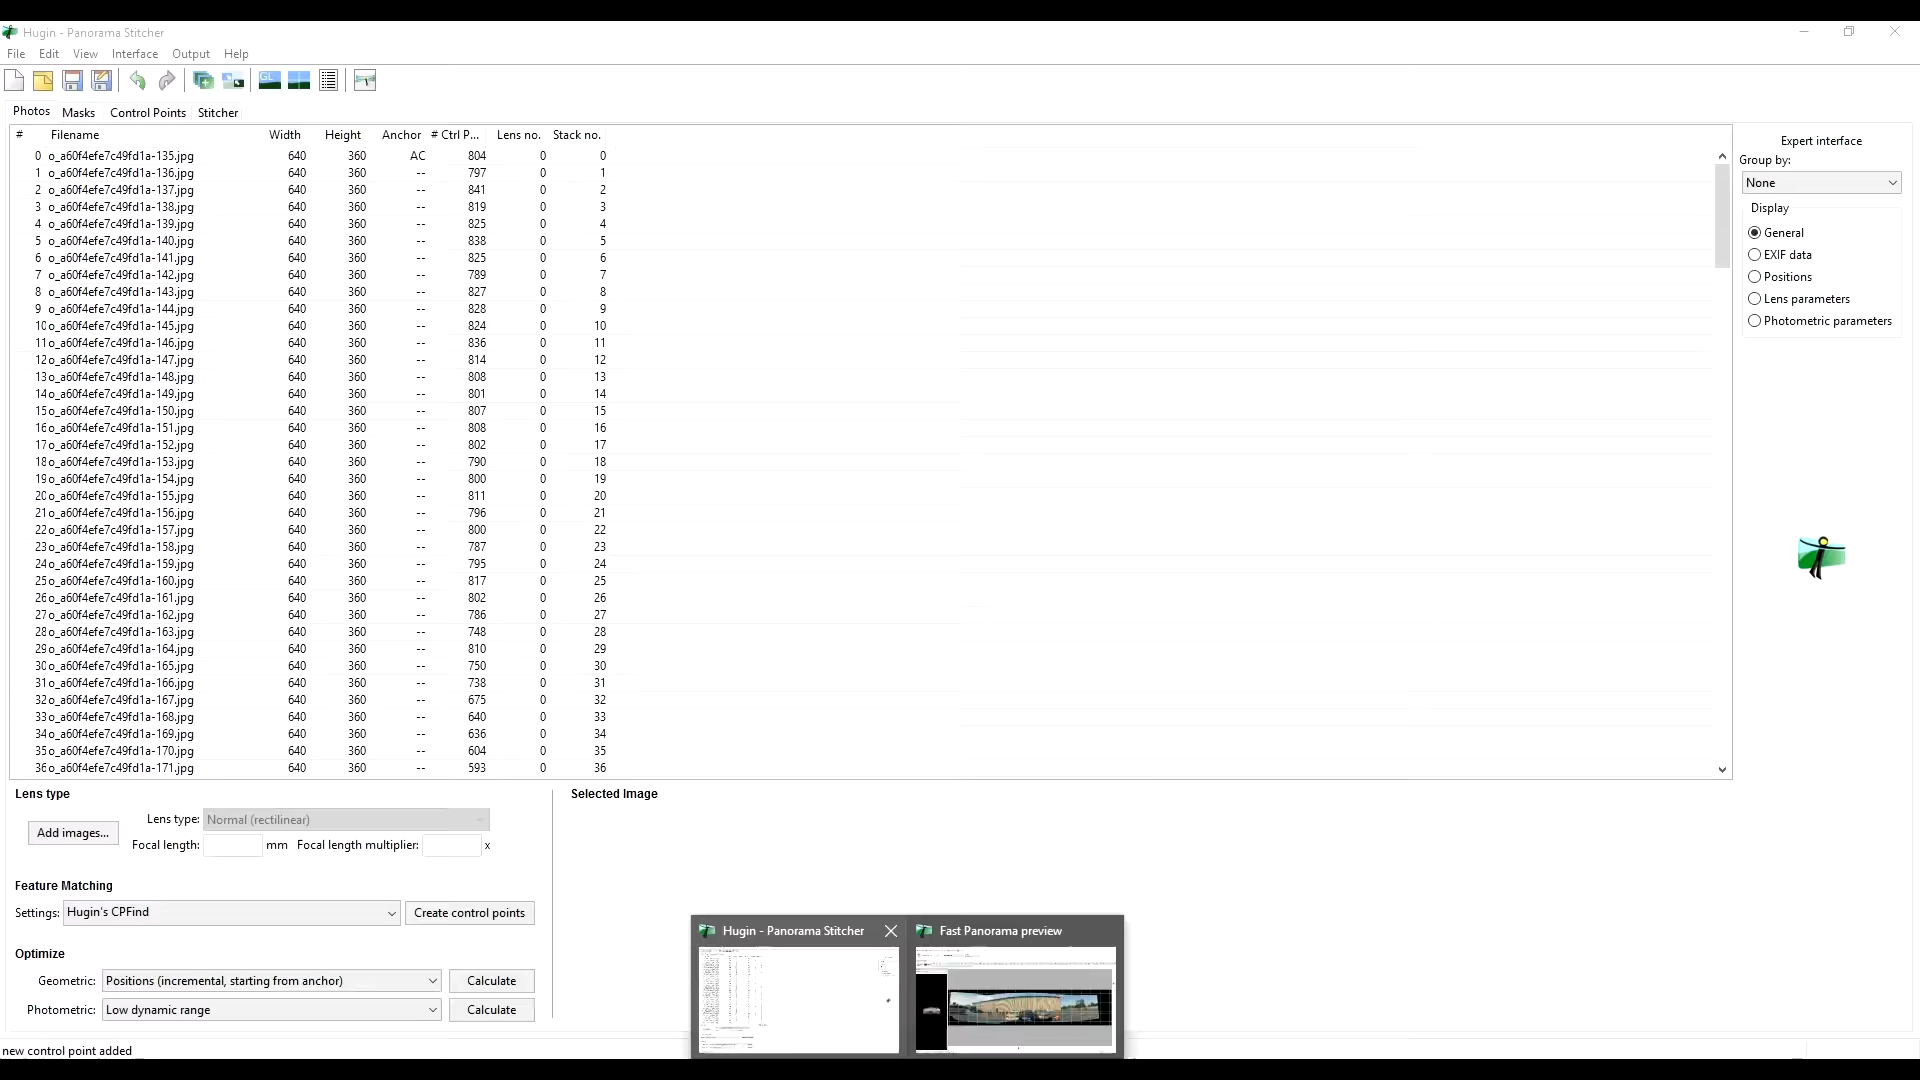 Hugin - Panorama Stitcher
File Edit View Interface Output Help
GL
Photos Masks Control Points Stitcher
# Filename Width Height Anchor # Ctrl P... Lens no. Stack no.
0 o_a60f4efe7c49fd1a-135.jpg 640 360 AC 804 0 0
1 o_a60f4efe7c49fd1a-136.jpg 640 360 -- 797 0 1
2 o_a60f4efe7c49fd1a-137.jpg 640 360 -- 841 0 2
3 o_a60f4efe7c49fd1a-138.jpg 640 360 -- 819 0 3
4 o_a60f4efe7c49fd1a-139.jpg 640 360 -- 825 0 4
5 o_a60f4efe7c49fd1a-140.jpg 640 360 -- 838 0 5
6 o_a60f4efe7c49fd1a-141.jpg 640 360 -- 825 0 6
7 o_a60f4efe7c49fd1a-142.jpg 640 360 -- 789 0 7
8 o_a60f4efe7c49fd1a-143.jpg 640 360 -- 827 0 8
9 o_a60f4efe7c49fd1a-144.jpg 640 360 -- 828 0 9
10 o_a60f4efe7c49fd1a-145.jpg 640 360 -- 824 0 10
11 o_a60f4efe7c49fd1a-146.jpg 640 360 -- 836 0 11
12 o_a60f4efe7c49fd1a-147.jpg 640 360 -- 814 0 12
13 o_a60f4efe7c49fd1a-148.jpg 640 360 -- 808 0 13
14 o_a60f4efe7c49fd1a-149.jpg 640 360 -- 801 0 14
15 o_a60f4efe7c49fd1a-150.jpg 640 360 -- 807 0 15
16 o_a60f4efe7c49fd1a-151.jpg 640 360 -- 808 0 16
17 o_a60f4efe7c49fd1a-152.jpg 640 360 -- 802 0 17
18 o_a60f4efe7c49fd1a-153.jpg 640 360 -- 790 0 18
19 o_a60f4efe7c49fd1a-154.jpg 640 360 -- 800 0 19
20 o_a60f4efe7c49fd1a-155.jpg 640 360 -- 811 0 20
21 o_a60f4efe7c49fd1a-156.jpg 640 360 -- 796 0 21
22 o_a60f4efe7c49fd1a-157.jpg 640 360 -- 800 0 22
23 o_a60f4efe7c49fd1a-158.jpg 640 360 -- 787 0 23
24 o_a60f4efe7c49fd1a-159.jpg 640 360 -- 795 0 24
25 o_a60f4efe7c49fd1a-160.jpg 640 360 -- 817 0 25
26 o_a60f4efe7c49fd1a-161.jpg 640 360 -- 802 0 26
27 o_a60f4efe7c49fd1a-162.jpg 640 360 -- 786 0 27
28 o_a60f4efe7c49fd1a-163.jpg 640 360 -- 748 0 28
29 o_a60f4efe7c49fd1a-164.jpg 640 360 -- 810 0 29
30 o_a60f4efe7c49fd1a-165.jpg 640 360 -- 750 0 30
31 o_a60f4efe7c49fd1a-166.jpg 640 360 -- 738 0 31
32 o_a60f4efe7c49fd1a-167.jpg 640 360 -- 675 0 32
33 o_a60f4efe7c49fd1a-168.jpg 640 360 -- 640 0 33
34 o_a60f4efe7c49fd1a-169.jpg 640 360 -- 636 0 34
35 o_a60f4efe7c49fd1a-170.jpg 640 360 -- 604 0 35
36 o_a60f4efe7c49fd1a-171.jpg 640 360 -- 593 0 36
Expert interface
Group by:
None
Display
General
EXIF data
Positions
Lens parameters
Photometric parameters
Lens type
Add images...
Lens type: Normal (rectilinear)
Focal length: mm Focal length multiplier: x
Feature Matching
Settings: Hugin's CPFind Create control points
Optimize
Geometric: Positions (incremental, starting from anchor) Calculate
Photometric: Low dynamic range Calculate
Selected Image
Hugin - Panorama Stitcher
Fast Panorama preview
new control point added